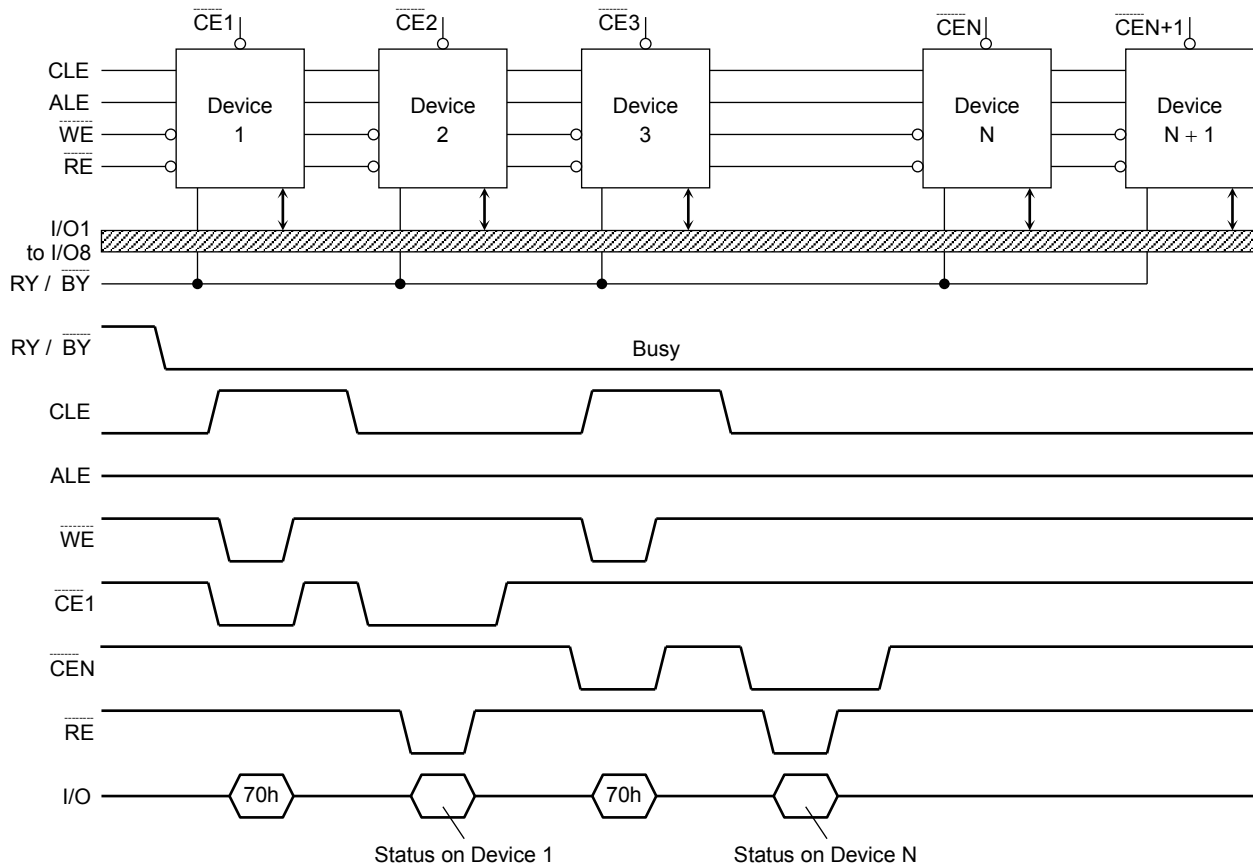 CE1 CE2 CE3 CEN CEN+1
CLE
ALE
WE
RE
Device 1
Device 2
Device 3
Device N
Device N + 1
I/O1 to I/O8
RY / BY
RY / BY
Busy
CLE
ALE
WE
CE1
CEN
RE
I/O
70h
70h
Status on Device 1
Status on Device N